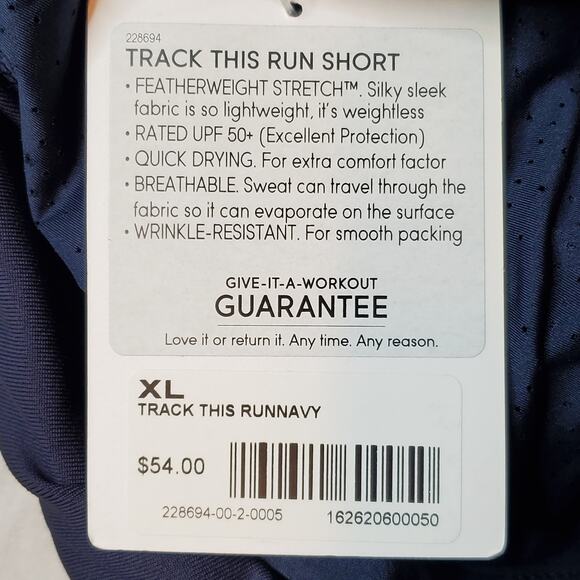 228694
TRACK THIS RUN SHORT
• FEATHERWEIGHT STRETCH™. Silky sleek
fabric is so lightweight, it's weightless
• RATED UPF 50+ (Excellent Protection)
• QUICK DRYING. For extra comfort factor
• BREATHABLE. Sweat can travel through the
fabric so it can evaporate on the surface
• WRINKLE-RESISTANT. For smooth packing
GIVE-IT-A-WORKOUT
GUARANTEE
Love it or return it. Any time. Any reason.
XL
TRACK THIS RUNNAVY
$54.00
228694-00-2-0005 162620600050